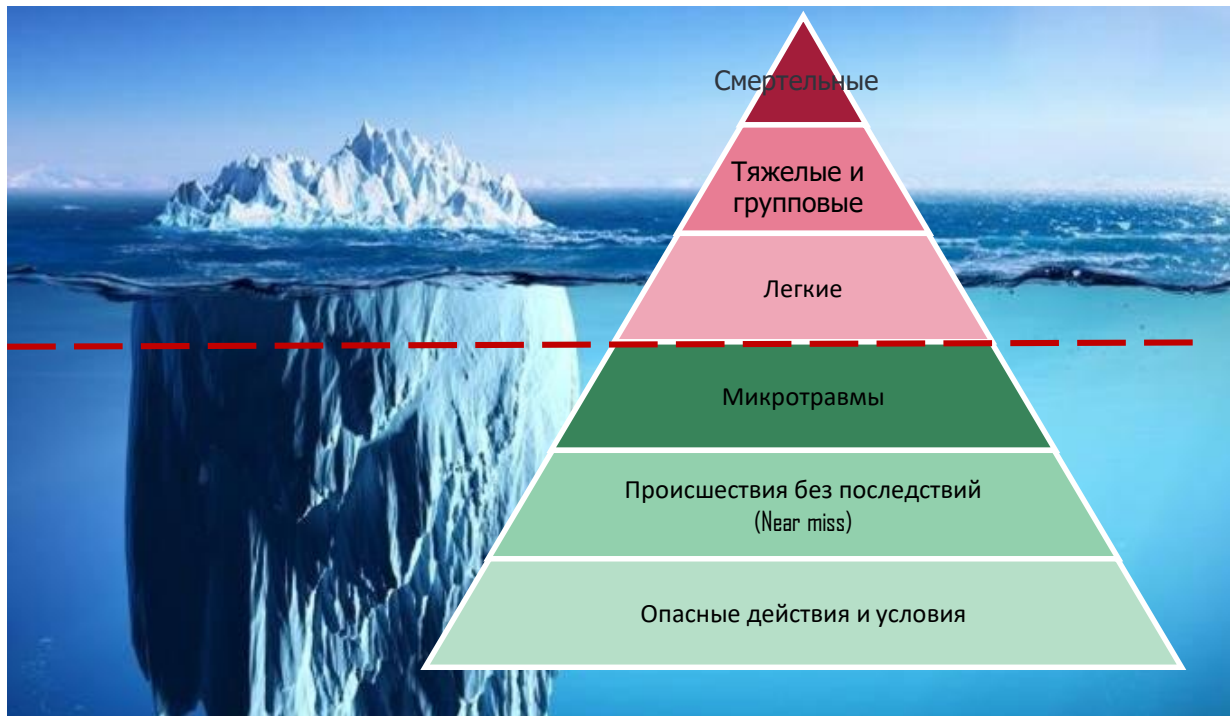 Смертельные
Тяжелые и
групповые
Легкие
Микротравмы
Происшествия без последствий
(Near miss)
Опасные действия и условия